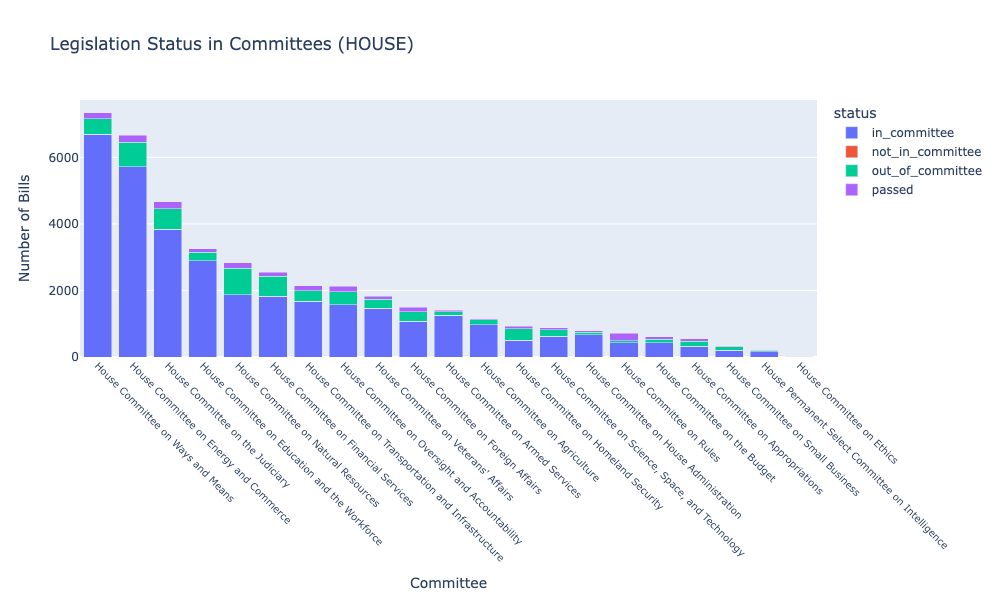 Legislation Status in Committees (HOUSE)
status
in_committee
not_in_committee
out_of_committee
passed
Number of Bills
6000
4000
2000
0
House Committee on Ways and Means
House Committee on Energy and Commerce
House Committee on the Judiciary
House Committee on Education and the Workforce
House Committee on Natural Resources
House Committee on Financial Services
House Committee on Transportation and Infrastructure
House Committee on Oversight and Accountability
House Committee on Veterans' Affairs
House Committee on Foreign Affairs
House Committee on Armed Services
House Committee on Agriculture
House Committee on Homeland Security
House Committee on Science, Space, and Technology
House Committee on House Administration
House Committee on Rules
House Committee on the Budget
House Committee on Appropriations
House Committee on Small Business
House Permanent Select Committee on Intelligence
House Committee on Ethics
Committee